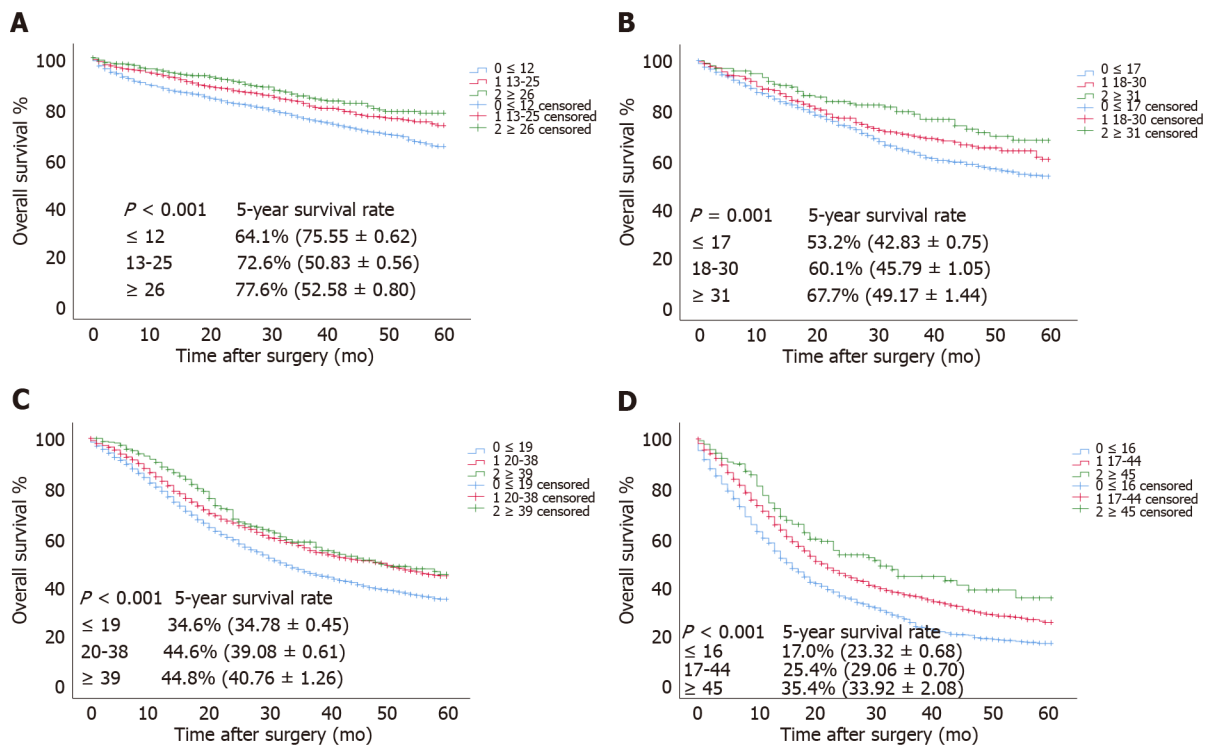 A
Overall survival %
100
80
60
40
20
0
0 ≤ 12
1 13-25
2 ≥ 26
0 ≤ 12 censored
1 13-25 censored
2 ≥ 26 censored
P < 0.001 5-year survival rate
≤ 12 64.1% (75.55 ± 0.62)
13-25 72.6% (50.83 ± 0.56)
≥ 26 77.6% (52.58 ± 0.80)
0 10 20 30 40 50 60
Time after surgery (mo)
B
Overall survival %
100
80
60
40
20
0
0 ≤ 17
1 18-30
2 ≥ 31
0 ≤ 17 censored
1 18-30 censored
2 ≥ 31 censored
P = 0.001 5-year survival rate
≤ 17 53.2% (42.83 ± 0.75)
18-30 60.1% (45.79 ± 1.05)
≥ 31 67.7% (49.17 ± 1.44)
0 10 20 30 40 50 60
Time after surgery (mo)
C
Overall survival %
100
80
60
40
20
0
0 ≤ 19
1 20-38
2 ≥ 39
0 ≤ 19 censored
1 20-38 censored
2 ≥ 39 censored
P < 0.001 5-year survival rate
≤ 19 34.6% (34.78 ± 0.45)
20-38 44.6% (39.08 ± 0.61)
≥ 39 44.8% (40.76 ± 1.26)
0 10 20 30 40 50 60
Time after surgery (mo)
D
Overall survival %
100
80
60
40
20
0
0 ≤ 16
1 17-44
2 ≥ 45
0 ≤ 16 censored
1 17-44 censored
2 ≥ 45 censored
P < 0.001 5-year survival rate
≤ 16 17.0% (23.32 ± 0.68)
17-44 25.4% (29.06 ± 0.70)
≥ 45 35.4% (33.92 ± 2.08)
0 10 20 30 40 50 60
Time after surgery (mo)